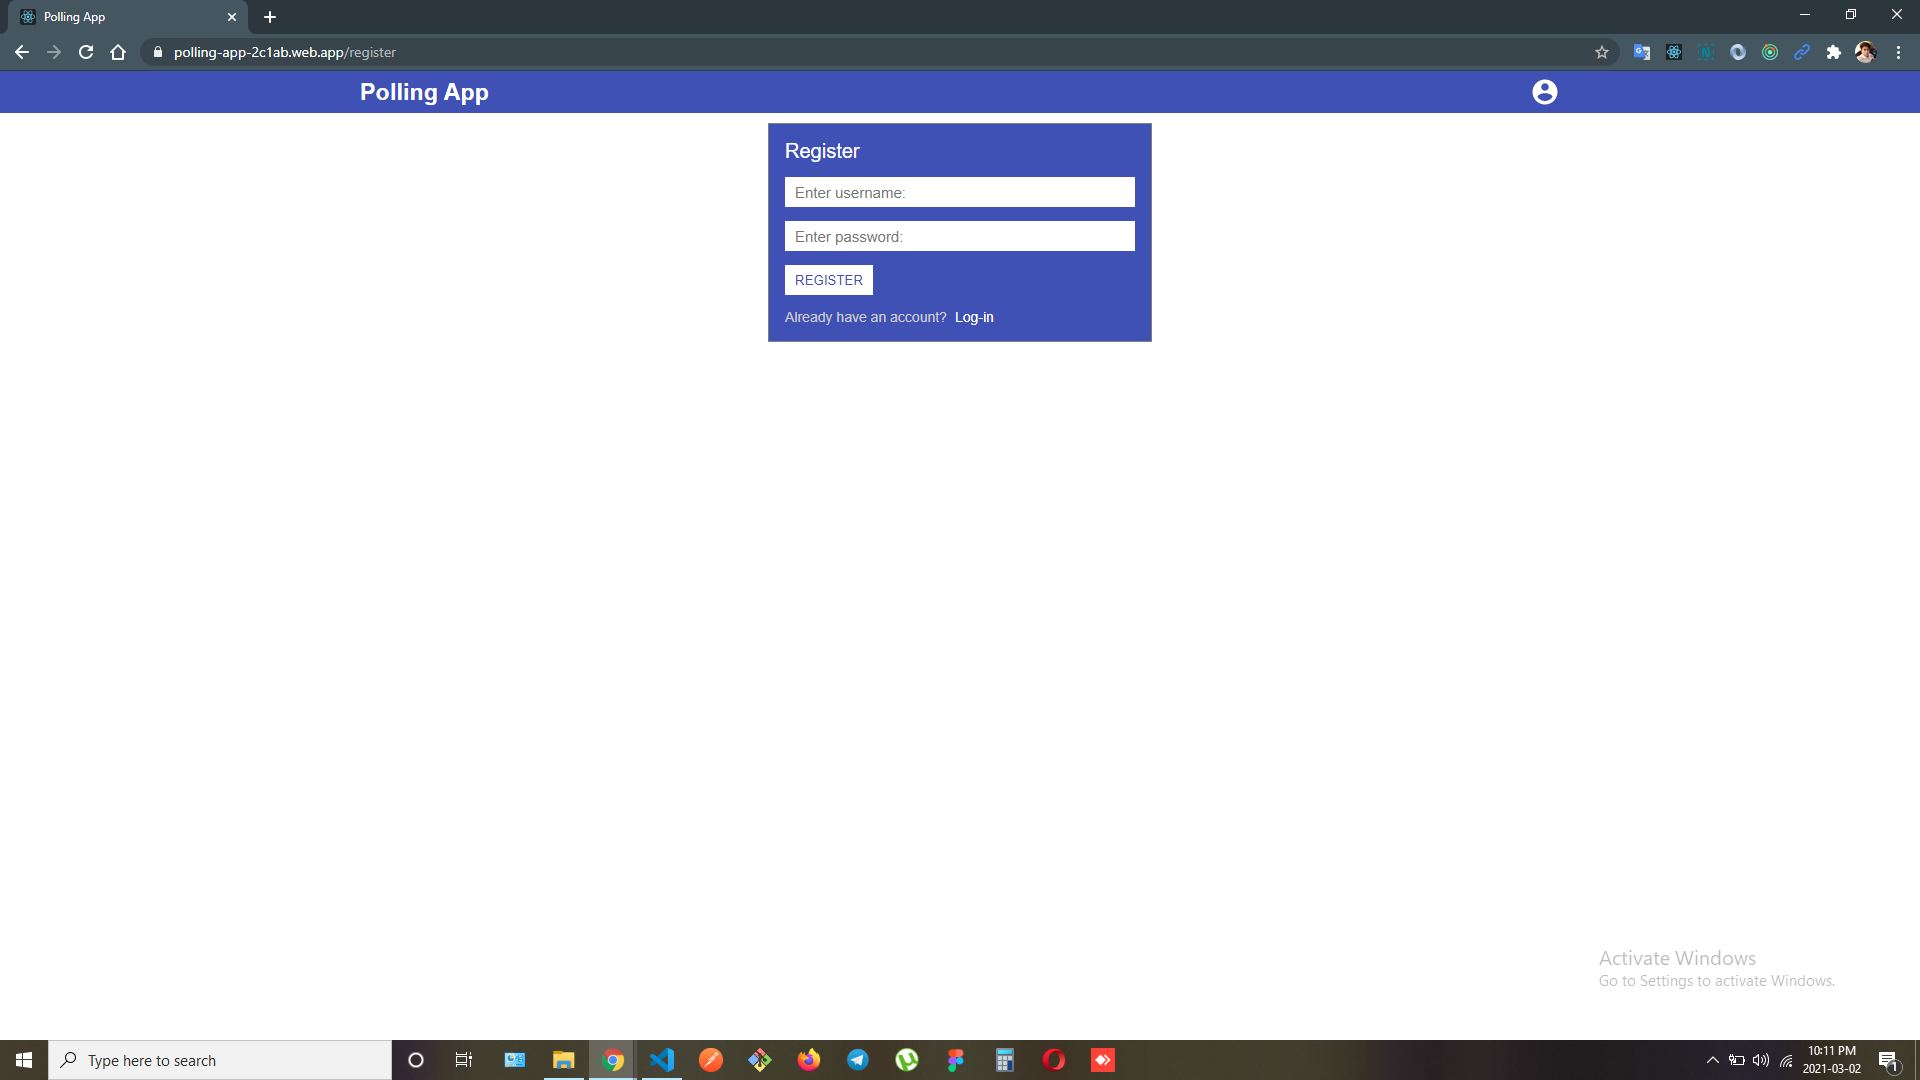 Polling App
polling-app-2c1ab.web.app/register
Polling App
Register
Enter username:
Enter password:
REGISTER
Already have an account? Log-in
Activate Windows
Go to Settings to activate Windows.
Type here to search
10:11 PM
2021-03-02
1